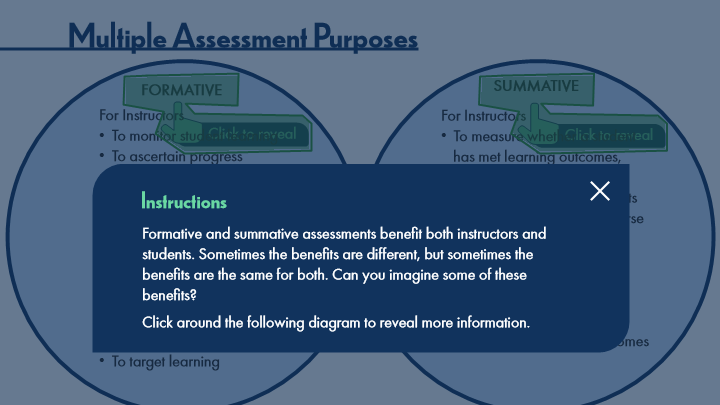 Multiple Assessment Purposes
FORMATIVE
SUMMATIVE
For Instructors
For Instructors
• To monitor
Click to reveal
• To measure
Click to reveal
• To ascertain progress
has met learning outcomes,
Instructions
Formative and summative assessments benefit both instructors and
students. Sometimes the benefits are different, but sometimes the
benefits are the same for both. Can you imagine some of these
benefits?
Click around the following diagram to reveal more information.
• To target learning